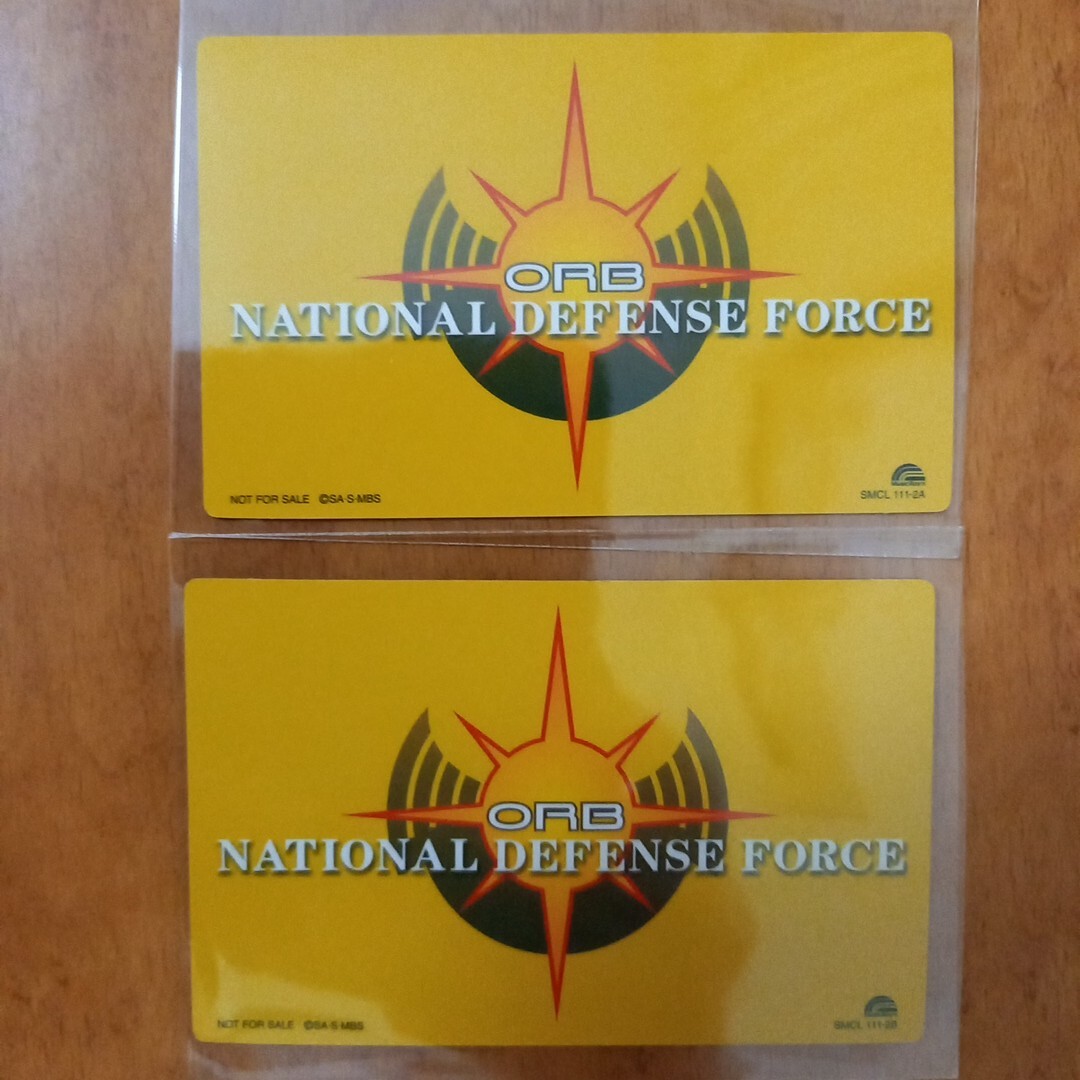 ORB
NATIONAL DEFENSE FORCE
NOT FOR SALE ©SA·S·MBS
SMCL 111-2A
ORB
NATIONAL DEFENSE FORCE
NOT FOR SALE ©SA·S·MBS
SMCL 111-2B